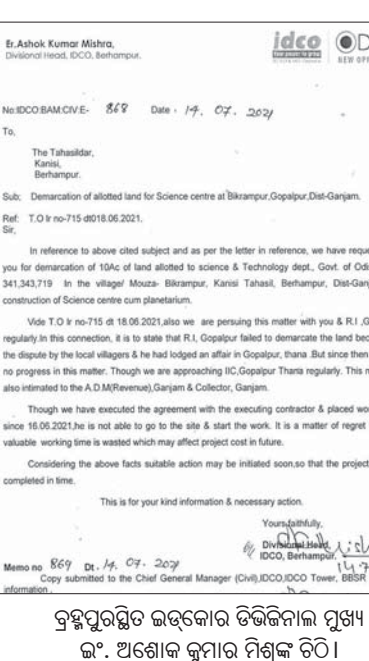 Er.Ashok Kumar Mishra,
Divisional Head, IDCO, Berhampur.
idco
No:IDCO:BAM:CIV:E- 868 Date - 14. 07. 2021
To,
The Tahasildar,
Kanisi,
Berhampur.
Sub: Demarcation of allotted land for Science centre at Bikrampur,Gopalpur,Dist-Ganjam.
Ref: T.O lr no-715 dt018.06.2021.
Sir,
In reference to above cited subject and as per the letter in reference, we have reque
you for demarcation of 10Ac of land allotted to science & Technology dept., Govt. of Odi
341,343,719 In the village/ Mouza- Bikrampur, Kanisi Tahasil, Berhampur, Dist-Ganj
construction of Science centre cum planetarium.
Vide T.O lr no-715 dt 18.06.2021,also we are persuing this matter with you & R.I ,G
regularly.In this connection, it is to state that R.I, Gopalpur failed to demarcate the land bec
the dispute by the local villagers & he had lodged an affair in Gopalpur, thana .But since then
no progress in this matter. Though we are approaching IIC,Gopalpur Thana regularly. This m
also intimated to the A.D.M(Revenue),Ganjam & Collector, Ganjam.
Though we have executed the agreement with the executing contractor & placed wo
since 16.06.2021,he is not able to go to the site & start the work. It is a matter of regret
valuable working time is wasted which may affect project cost in future.
Considering the above facts suitable action may be initiated soon,so that the project
completed in time.
This is for your kind information & necessary action.
Yours faithfully,
Divisional Head,
IDCO, Berhampur.
Memo no 869 Dt. 14. 07. 2021
Copy submitted to the Chief General Manager (Civil),IDCO,IDCO Tower, BBSR
information .
ବ୍ରହ୍ମପୁରସ୍ଥିତ ଇଡ୍‌କୋର ଡିଭିଜିନାଲ ମୁଖ୍ୟ
ଇଂ. ଅଶୋକ କୁମାର ମିଶ୍ରଙ୍କ ଚିଠି।